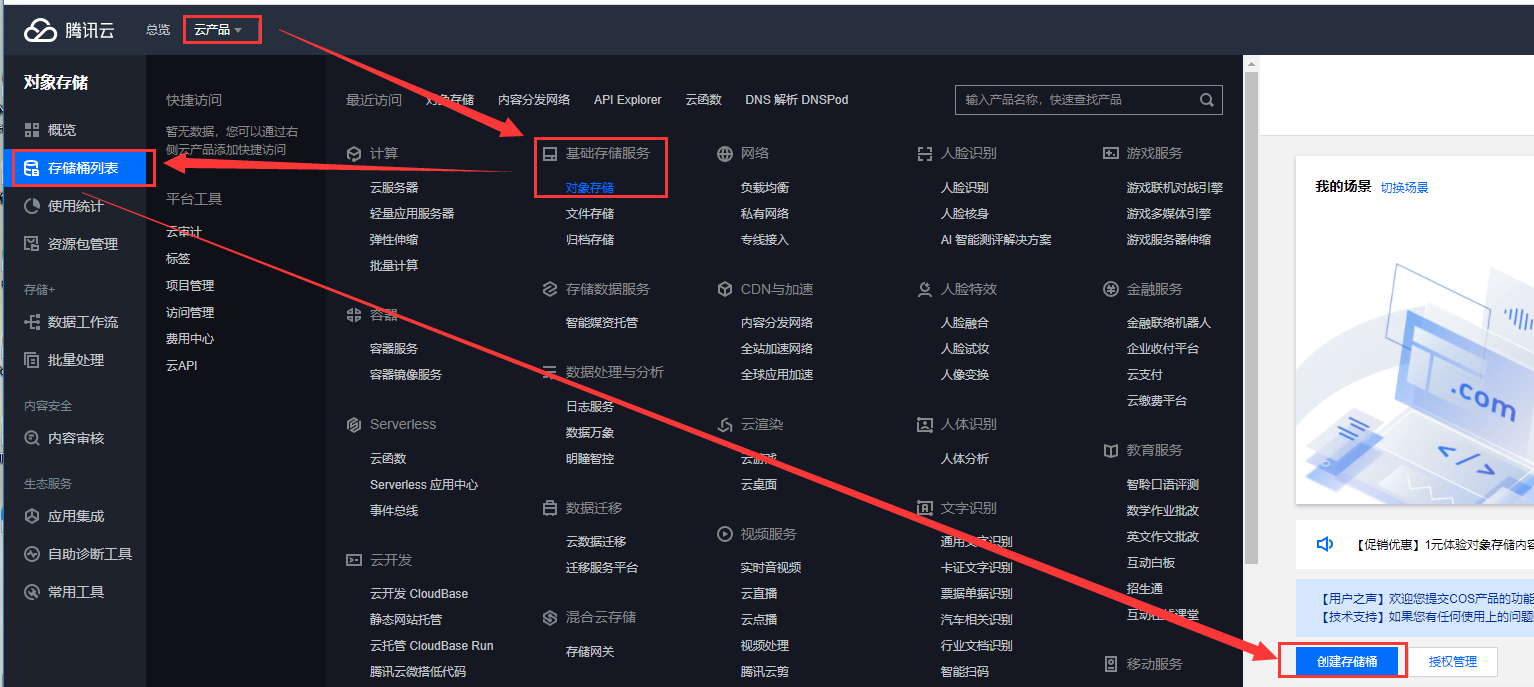 腾讯云
总览
云产品
对象存储
概览
存储桶列表
使用统计
资源包管理
存储+
数据工作流
批量处理
内容安全
内容审核
生态服务
应用集成
自助诊断工具
常用工具
快捷访问
暂无数据，您可以通过右
侧云产品添加快捷访问
平台工具
云审计
标签
项目管理
访问管理
费用中心
云API
最近访问 对象存储 内容分发网络 API Explorer 云函数 DNS 解析 DNSPod
输入产品名称，快速查找产品
计算
云服务器
轻量应用服务器
弹性伸缩
批量计算
容器
容器服务
容器镜像服务
Serverless
云函数
Serverless 应用中心
事件总线
云开发
云开发 CloudBase
静态网站托管
云托管 CloudBase Run
腾讯云微搭低代码
基础存储服务
对象存储
文件存储
归档存储
存储数据服务
智能媒资托管
数据处理与分析
日志服务
数据万象
明瞳智控
数据迁移
云数据迁移
迁移服务平台
混合云存储
存储网关
网络
负载均衡
私有网络
专线接入
CDN与加速
内容分发网络
全站加速网络
全球应用加速
云渲染
云游戏
云桌面
视频服务
实时音视频
云直播
云点播
视频处理
腾讯云剪
人脸识别
人脸识别
人脸核身
AI 智能测评解决方案
人脸特效
人脸融合
人脸试妆
人像变换
人体识别
人体分析
文字识别
通用文字识别
卡证文字识别
票据单据识别
汽车相关识别
行业文档识别
智能扫码
游戏服务
游戏联机对战引擎
游戏多媒体引擎
游戏服务器伸缩
金融服务
金融联络机器人
企业收付平台
云支付
云缴费平台
教育服务
智聆口语评测
数学作业批改
英文作文批改
互动白板
招生通
互动在线课堂
移动服务
我的场景 切换场景
.com
</>
【促销优惠】1元体验对象存储内容
【用户之声】欢迎您提交COS产品的功能
【技术支持】如果您有任何使用上的问题
创建存储桶
授权管理